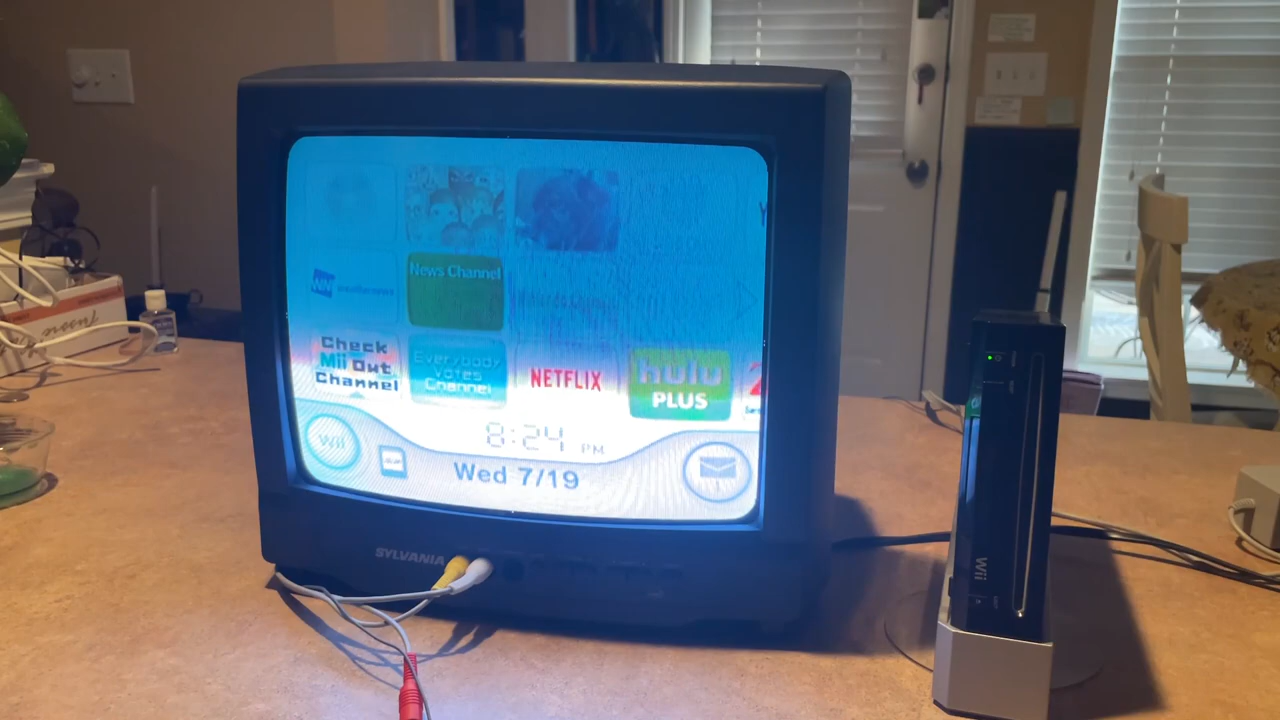 News Channel
Check
Mii Out
Channel
Everybody
Votes
Channel
NETFLIX
hulu
PLUS
Wii
8:24 PM
Wed 7/19
SYLVANIA
Wii